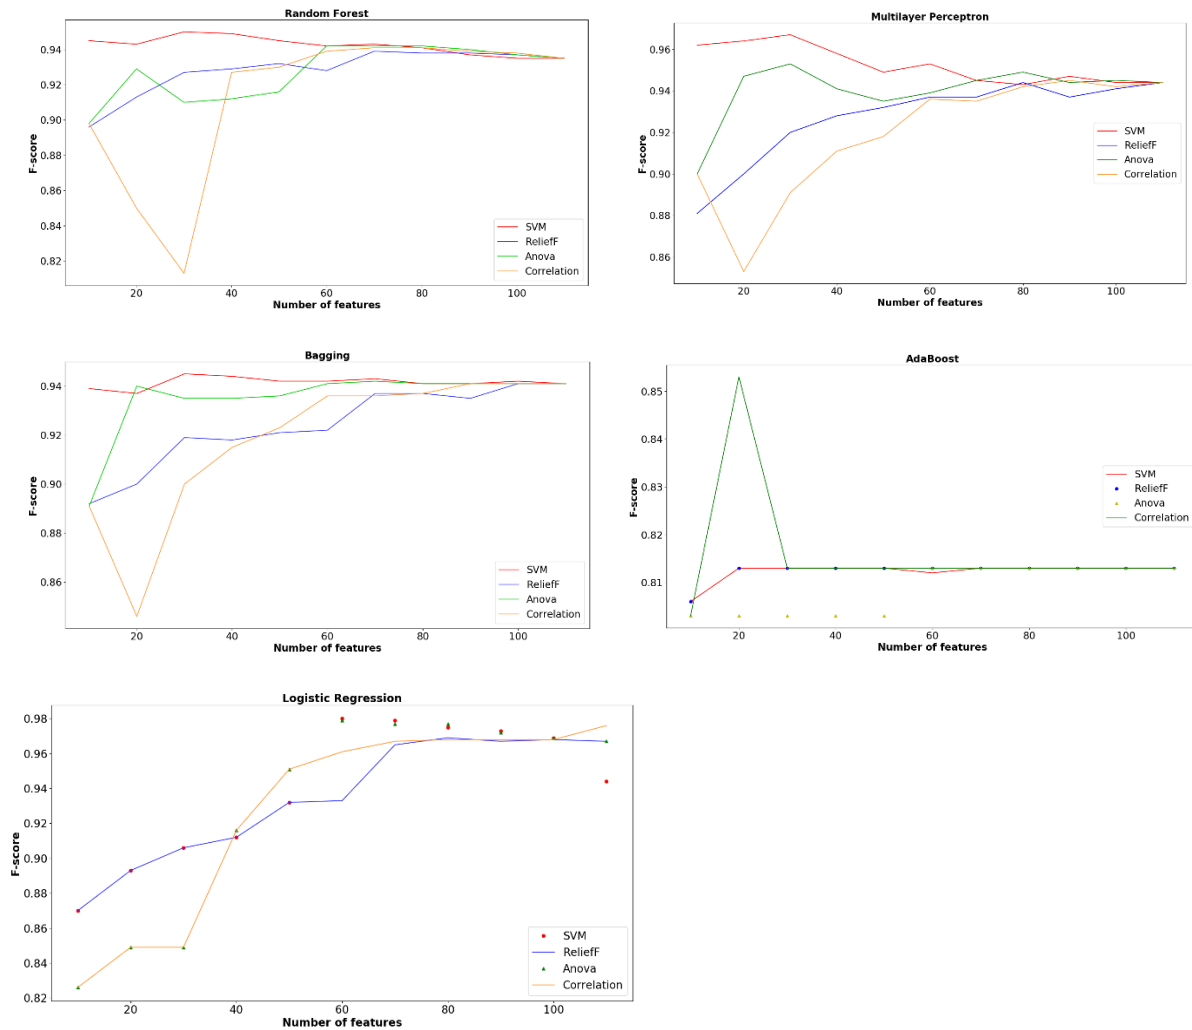 Random Forest
F-score
0.94
0.92
0.90
0.88
0.86
0.84
0.82
SVM
ReliefF
Anova
Correlation
20 40 60 80 100
Number of features
Multilayer Perceptron
F-score
0.96
0.94
0.92
0.90
0.88
0.86
SVM
ReliefF
Anova
Correlation
20 40 60 80 100
Number of features
Bagging
F-score
0.94
0.92
0.90
0.88
0.86
SVM
ReliefF
Anova
Correlation
20 40 60 80 100
Number of features
AdaBoost
F-score
0.85
0.84
0.83
0.82
0.81
SVM
ReliefF
Anova
Correlation
20 40 60 80 100
Number of features
Logistic Regression
F-score
0.98
0.96
0.94
0.92
0.90
0.88
0.86
0.84
0.82
SVM
ReliefF
Anova
Correlation
20 40 60 80 100
Number of features